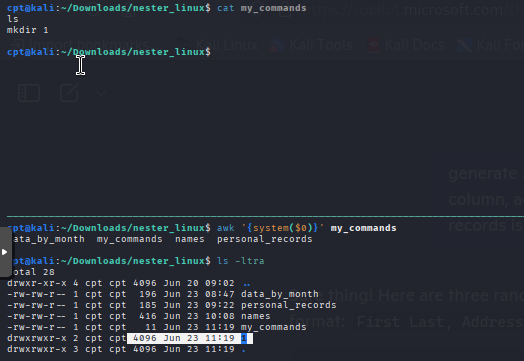 cpt@kali:~/Downloads/nester_linux$ cat my_commands
ls
mkdir 1
cpt@kali:~/Downloads/nester_linux$
microsoft.com
Kali Linux Kali Tools Kali Docs Kali Fo
generate
column, a
records is
cpt@kali:~/Downloads/nester_linux$ awk '{system($0)}' my_commands
data_by_month my_commands names personal_records
cpt@kali:~/Downloads/nester_linux$ ls -ltra
total 28
drwxr-xr-x 4 cpt cpt 4096 Jun 20 09:02 ..
-rw-rw-r-- 1 cpt cpt 196 Jun 23 08:47 data_by_month
-rw-rw-r-- 1 cpt cpt 185 Jun 23 09:22 personal_records
-rw-rw-r-- 1 cpt cpt 416 Jun 23 10:08 names
-rw-rw-r-- 1 cpt cpt 11 Jun 23 11:19 my_commands
drwxrwxr-x 2 cpt cpt 4096 Jun 23 11:19 1
drwxrwxr-x 3 cpt cpt 4096 Jun 23 11:19 .
thing! Here are three ran
format: First Last, Address